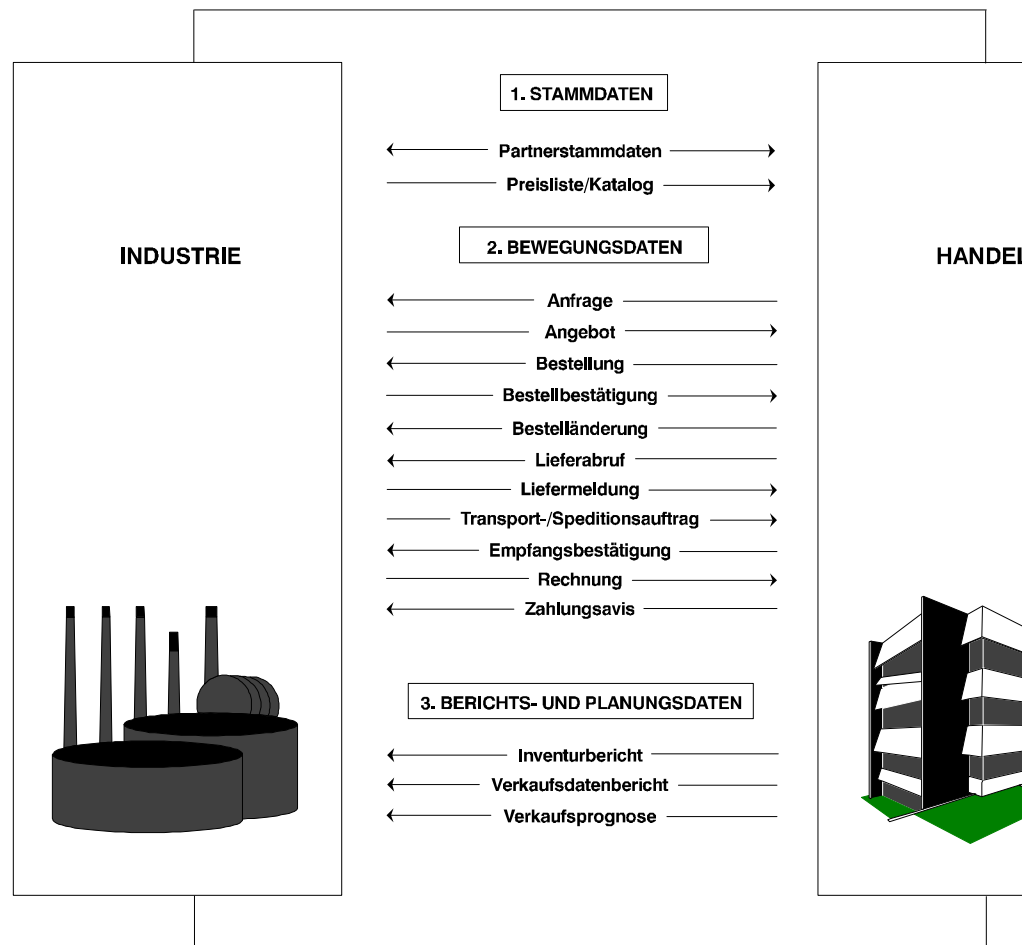 1. STAMMDATEN
Partnerstammdaten
Preisliste/Katalog
INDUSTRIE
2. BEWEGUNGSDATEN
HANDEL
Anfrage
Angebot
Bestellung
Bestellbestätigung
Bestelländerung
Lieferabruf
Liefermeldung
Transport-/Speditionsauftrag
Empfangsbestätigung
Rechnung
Zahlungsavis
3. BERICHTS- UND PLANUNGSDATEN
Inventurbericht
Verkaufsdatenbericht
Verkaufsprognose